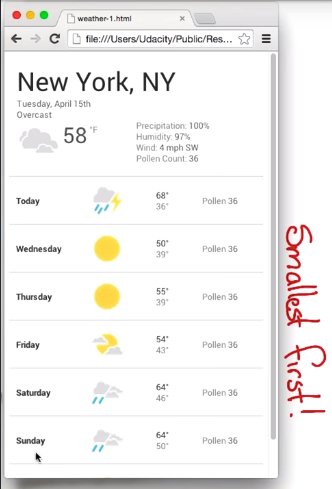 weather-1.html
file:///Users/Udacity/Public/Res...
New York, NY
Tuesday, April 15th
Overcast
58 °F
Precipitation: 100%
Humidity: 97%
Wind: 4 mph SW
Pollen Count: 36
Today 68° 36° Pollen 36
Wednesday 50° 39° Pollen 36
Thursday 55° 39° Pollen 36
Friday 54° 43° Pollen 36
Saturday 64° 46° Pollen 36
Sunday 64° 50° Pollen 36
Smallest first!